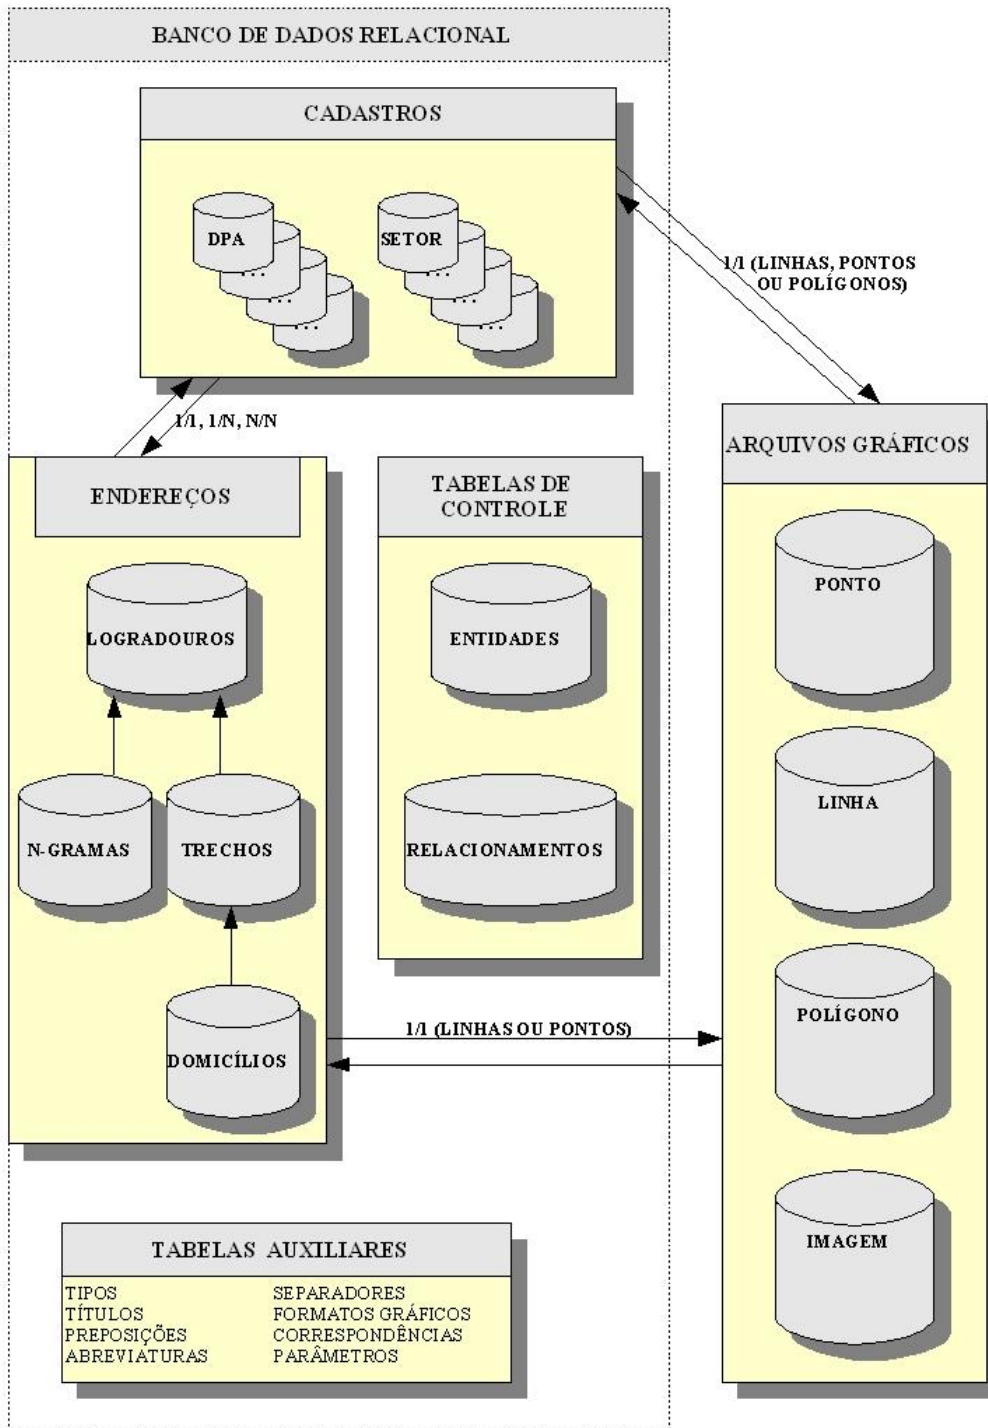 BANCO DE DADOS RELACIONAL
CADASTROS
DPA
...
...
...
SETOR
...
...
...
1/1 (LINHAS, PONTOS
OU POLÍGONOS)
1/1, 1/N, N/N
ENDEREÇOS
LOGRADOUROS
N-GRAMAS
TRECHOS
DOMICÍLIOS
TABELAS DE
CONTROLE
ENTIDADES
RELACIONAMENTOS
1/1 (LINHAS OU PONTOS)
ARQUIVOS GRÁFICOS
PONTO
LINHA
POLÍGONO
IMAGEM
TABELAS AUXILIARES
TIPOS
TÍTULOS
PREPOSIÇÕES
ABREVIATURAS
SEPARADORES
FORMATOS GRÁFICOS
CORRESPONDÊNCIAS
PARÂMETROS